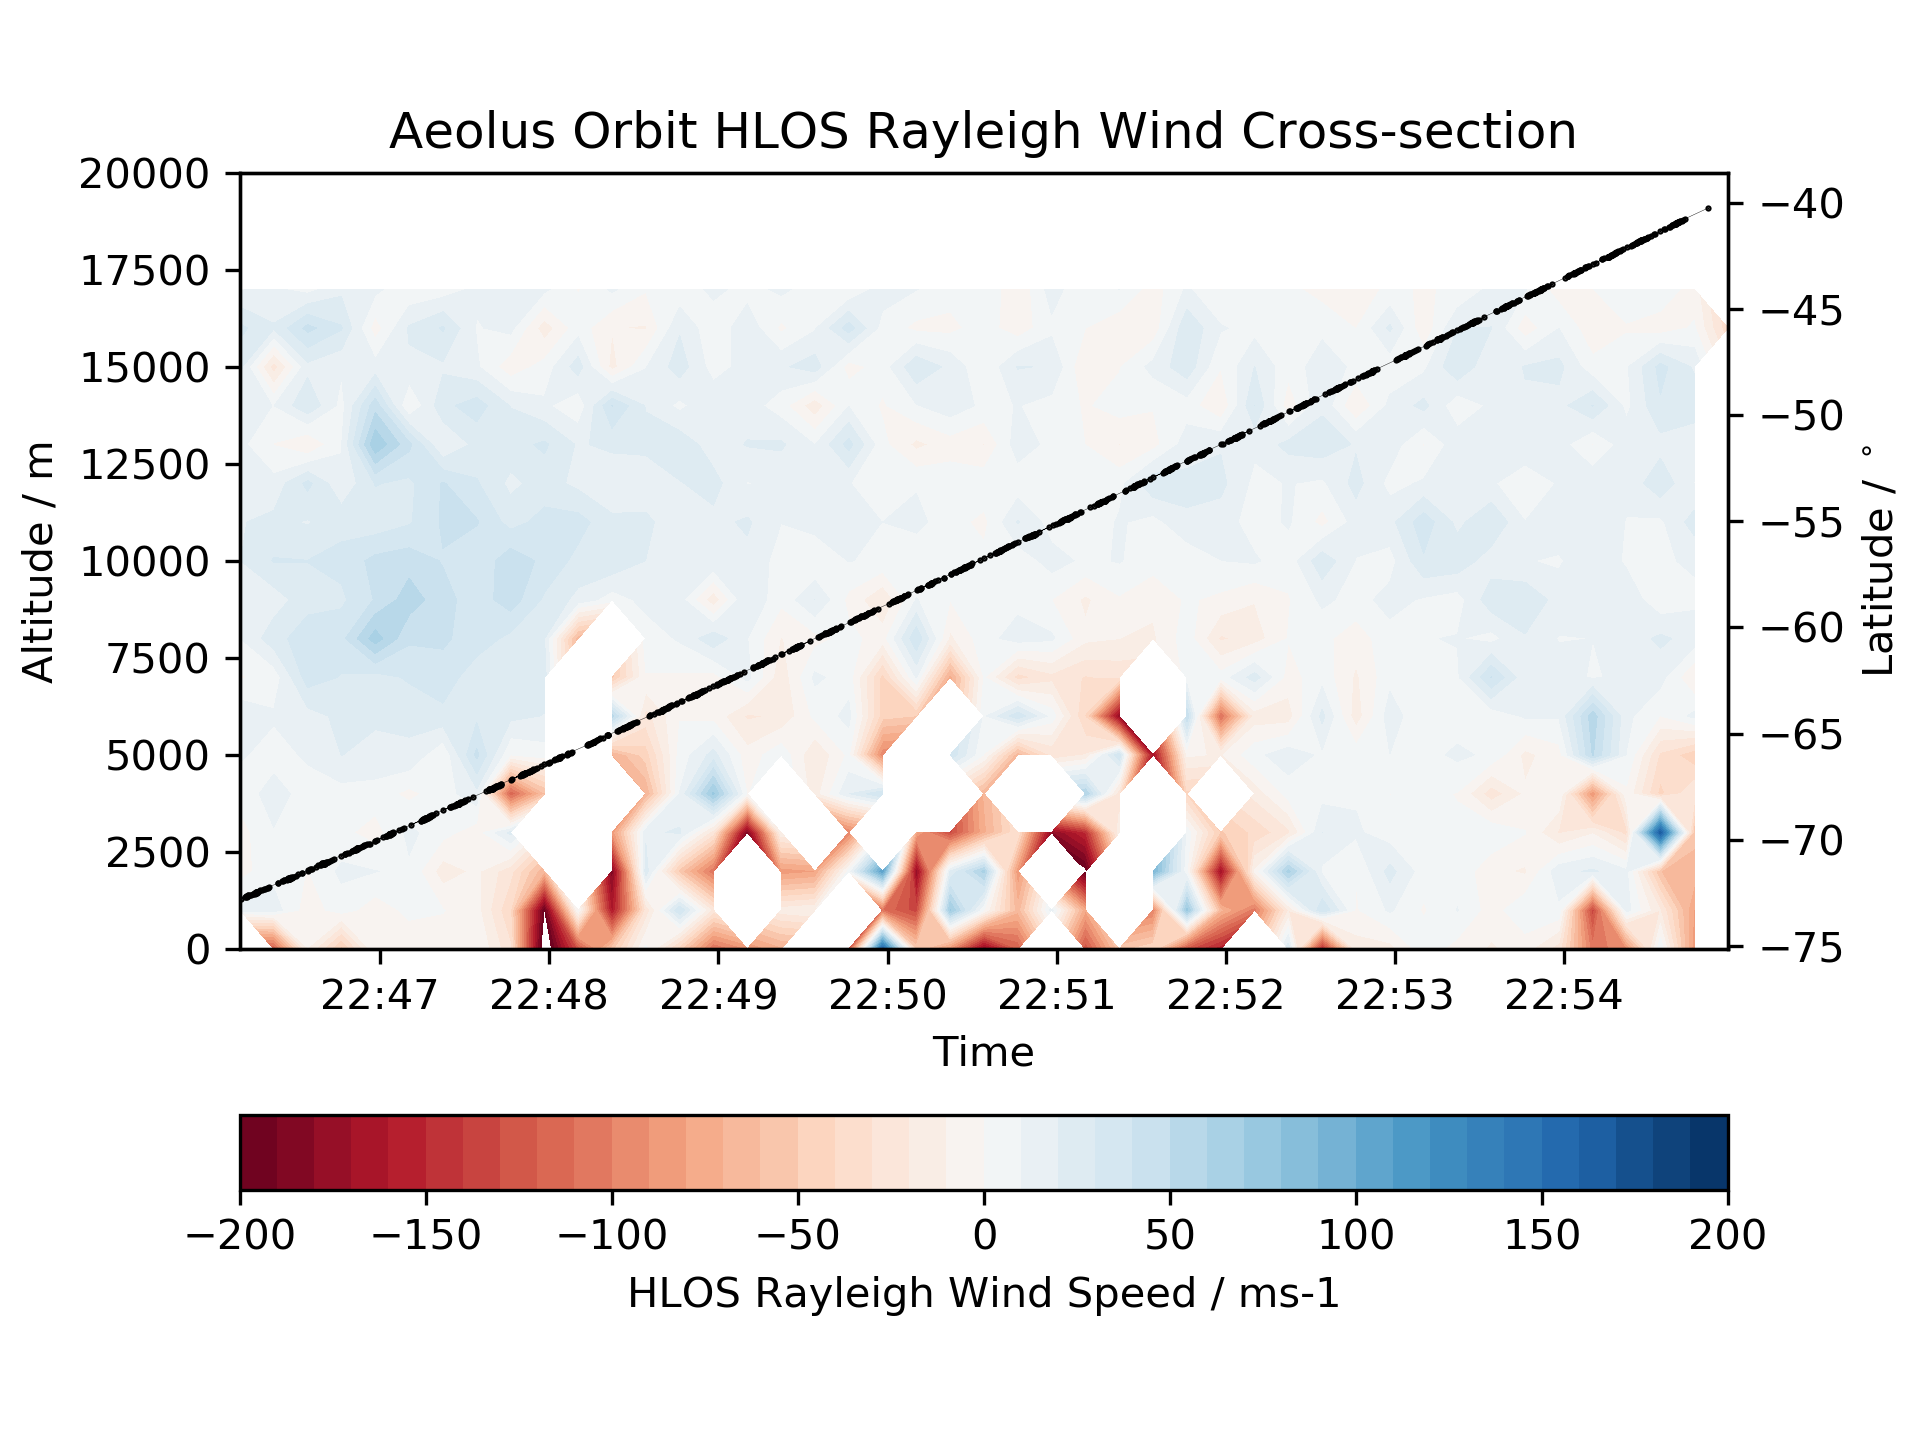 Aeolus Orbit HLOS Rayleigh Wind Cross-section
20000
17500
15000
12500
10000
7500
5000
2500
0
Altitude / m
−40
−45
−50
−55
−60
−65
−70
−75
Latitude / °
22:47 22:48 22:49 22:50 22:51 22:52 22:53 22:54
Time
−200 −150 −100 −50 0 50 100 150 200
HLOS Rayleigh Wind Speed / ms-1